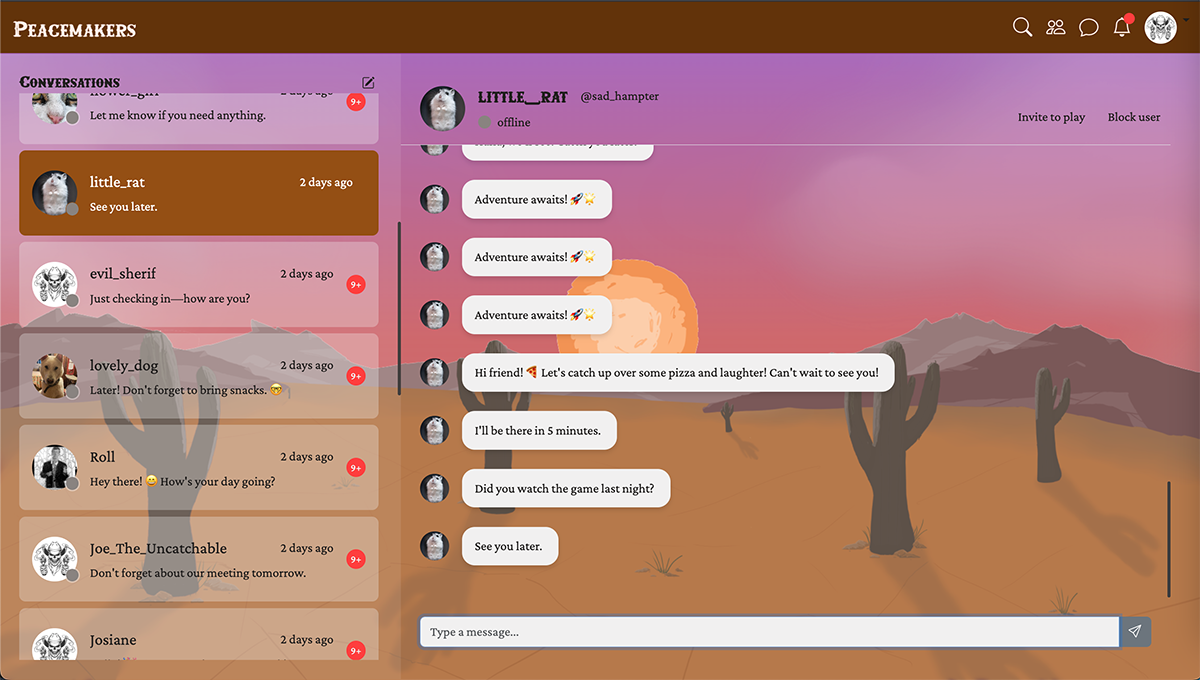 Peacemakers
Conversations
2 days ago
9+
Let me know if you need anything.
little_rat
2 days ago
See you later.
evil_sherif
2 days ago
9+
Just checking in—how are you?
lovely_dog
2 days ago
9+
Later! Don't forget to bring snacks. 🤓
Roll
2 days ago
9+
Hey there! 😄 How's your day going?
Joe_The_Uncatchable
2 days ago
9+
Don't forget about our meeting tomorrow.
Josiane
2 days ago
9+
little_rat
@sad_hampter
offline
Invite to play
Block user
Adventure awaits! 🚀🌟
Adventure awaits! 🚀🌟
Adventure awaits! 🚀🌟
Hi friend! 🍕 Let's catch up over some pizza and laughter! Can't wait to see you!
I'll be there in 5 minutes.
Did you watch the game last night?
See you later.
Type a message...